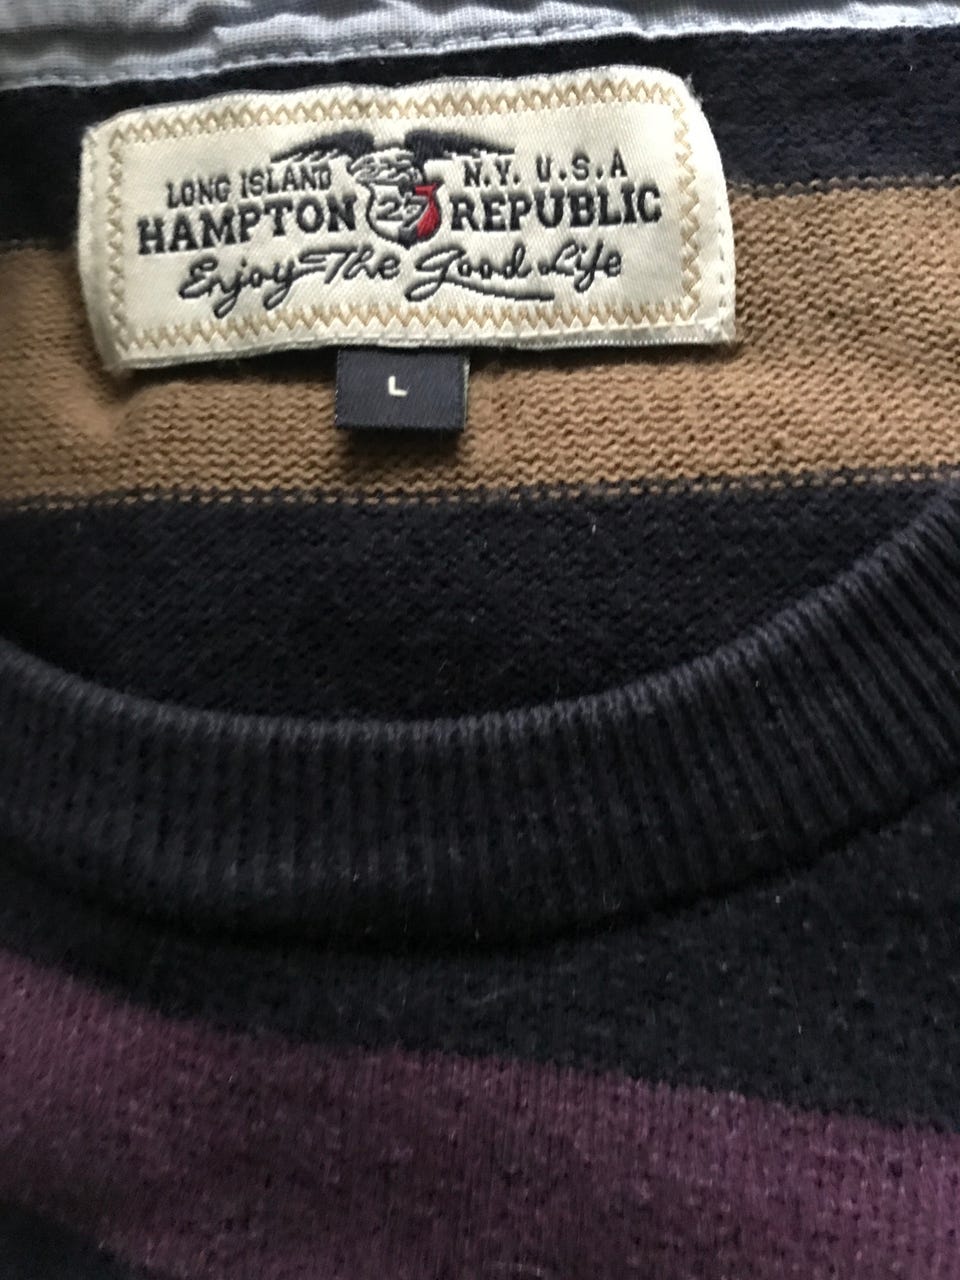 LONG ISLAND N.Y. U.S.A
HAMPTON 27 REPUBLIC
Enjoy The Good Life
L